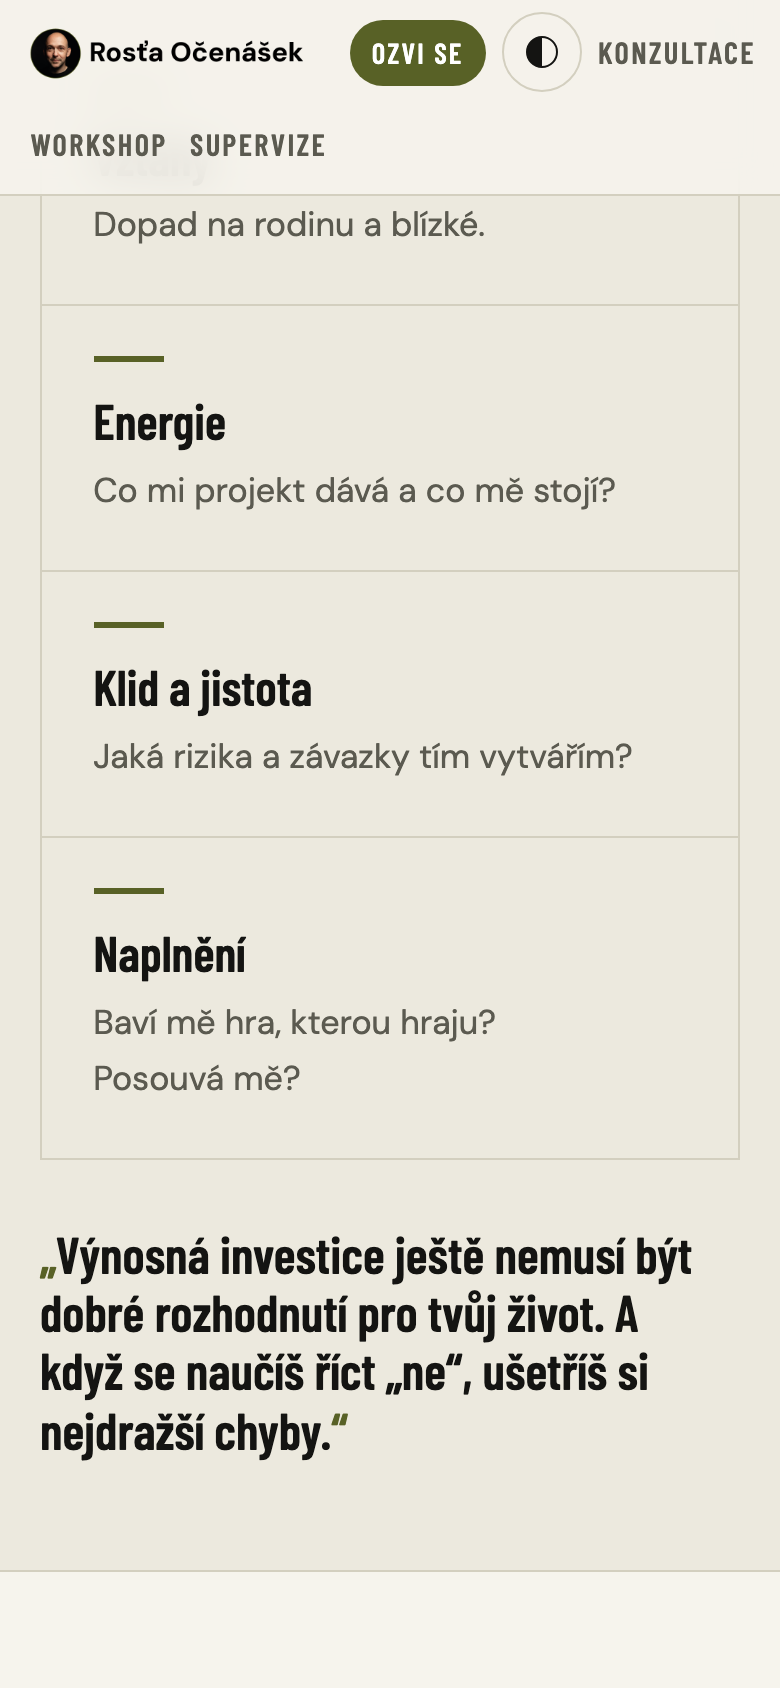 Rosťa Očenášek
OZVI SE
KONZULTACE
WORKSHOP
SUPERVIZE
Dopad na rodinu a blízké.
Energie
Co mi projekt dává a co mě stojí?
Klid a jistota
Jaká rizika a závazky tím vytvářím?
Naplnění
Baví mě hra, kterou hraju?
Posouvá mě?
„Výnosná investice ještě nemusí být
dobré rozhodnutí pro tvůj život. A
když se naučíš říct „ne“, ušetříš si
nejdražší chyby.“